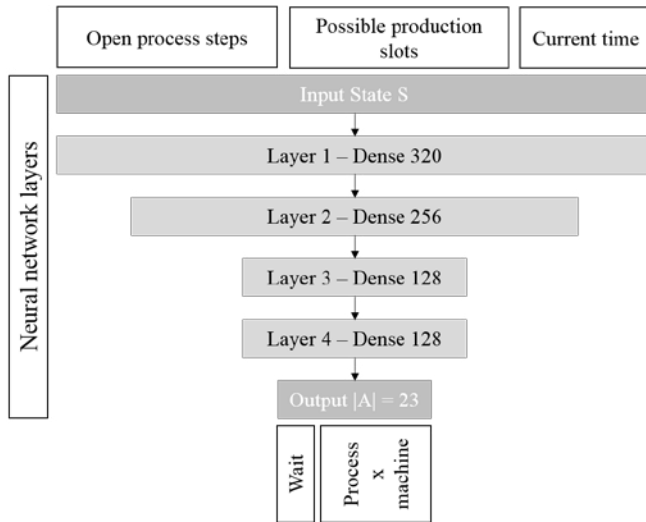 Open process steps
Possible production
slots
Current time
Neural network layers
Input State S
Layer 1 – Dense 320
Layer 2 – Dense 256
Layer 3 – Dense 128
Layer 4 – Dense 128
Output |A| = 23
Wait
Process
x
machine